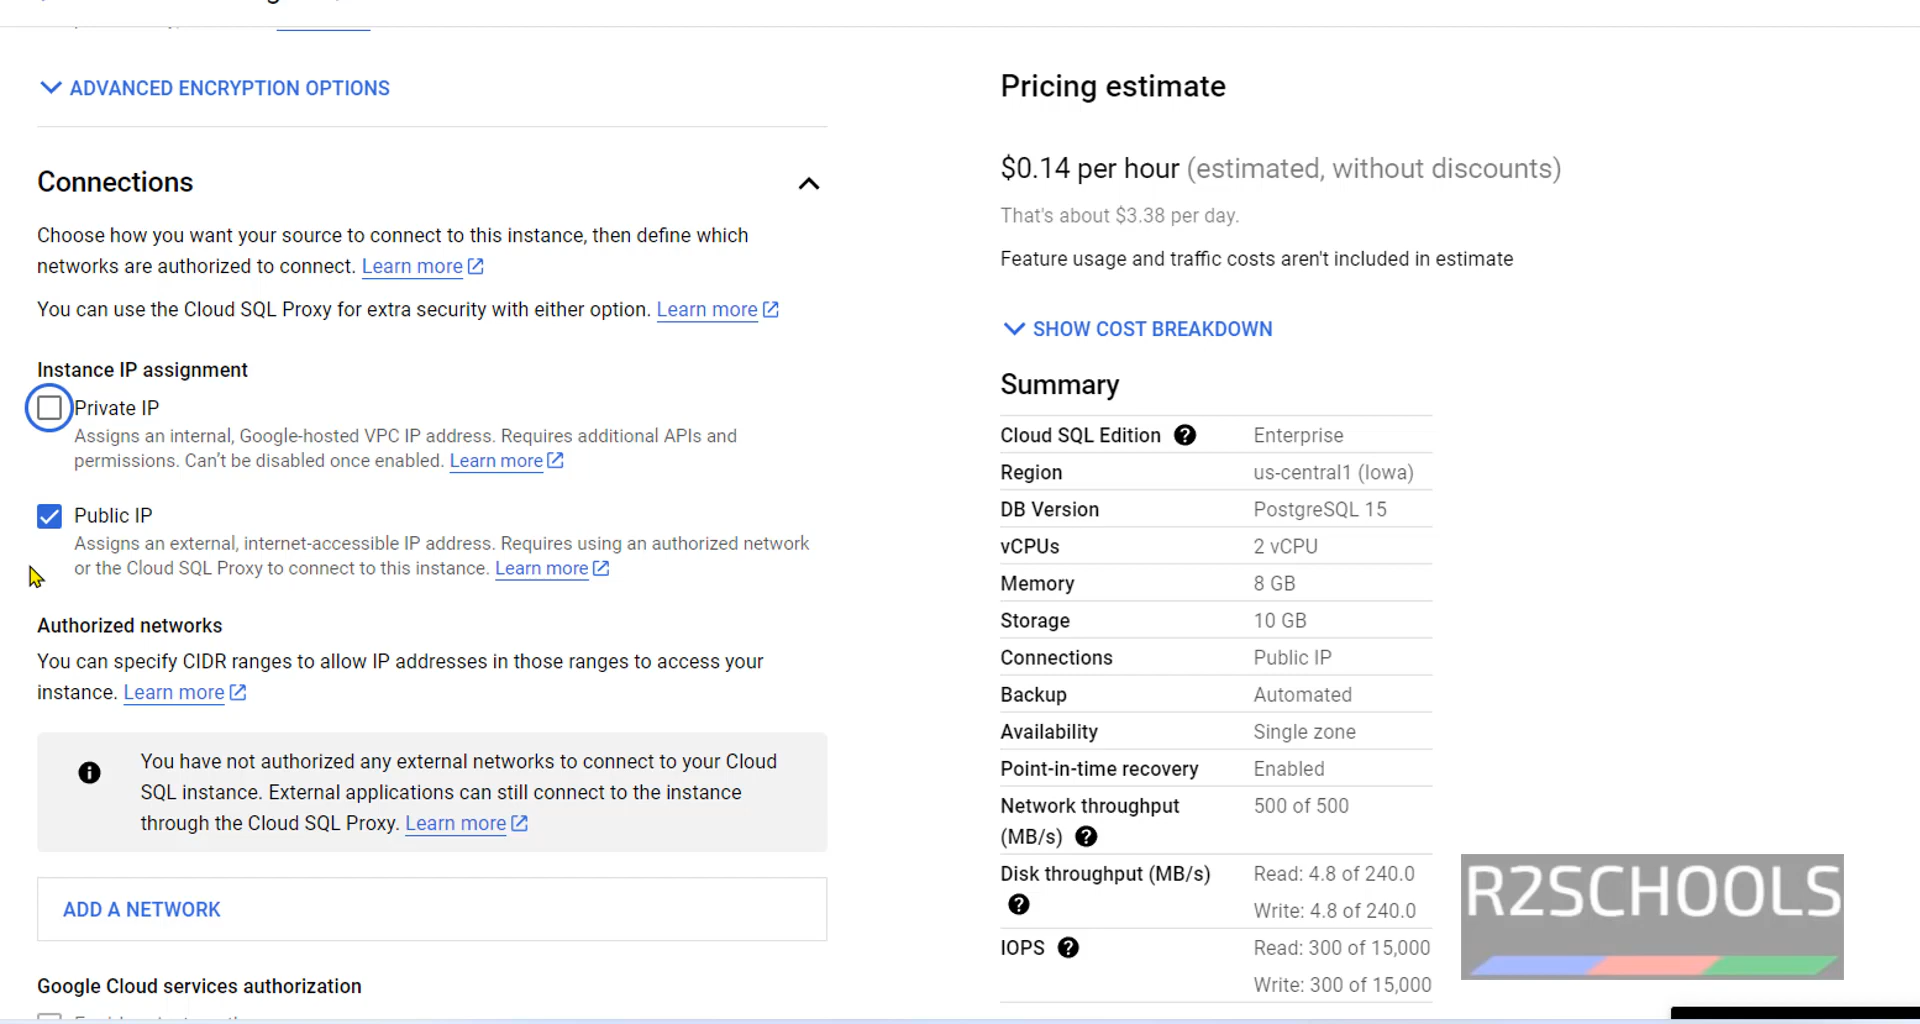 ADVANCED ENCRYPTION OPTIONS
Connections
Choose how you want your source to connect to this instance, then define which
networks are authorized to connect. Learn more
You can use the Cloud SQL Proxy for extra security with either option. Learn more
Instance IP assignment
Private IP
Assigns an internal, Google-hosted VPC IP address. Requires additional APIs and
permissions. Can't be disabled once enabled. Learn more
Public IP
Assigns an external, internet-accessible IP address. Requires using an authorized network
or the Cloud SQL Proxy to connect to this instance. Learn more
Authorized networks
You can specify CIDR ranges to allow IP addresses in those ranges to access your
instance. Learn more
You have not authorized any external networks to connect to your Cloud
SQL instance. External applications can still connect to the instance
through the Cloud SQL Proxy. Learn more
ADD A NETWORK
Google Cloud services authorization
Pricing estimate
$0.14 per hour (estimated, without discounts)
That's about $3.38 per day.
Feature usage and traffic costs aren't included in estimate
SHOW COST BREAKDOWN
Summary
Cloud SQL Edition Enterprise
Region us-central1 (Iowa)
DB Version PostgreSQL 15
vCPUs 2 vCPU
Memory 8 GB
Storage 10 GB
Connections Public IP
Backup Automated
Availability Single zone
Point-in-time recovery Enabled
Network throughput 500 of 500
(MB/s)
Disk throughput (MB/s) Read: 4.8 of 240.0
Write: 4.8 of 240.0
IOPS Read: 300 of 15,000
Write: 300 of 15,000
R2SCHOOLS